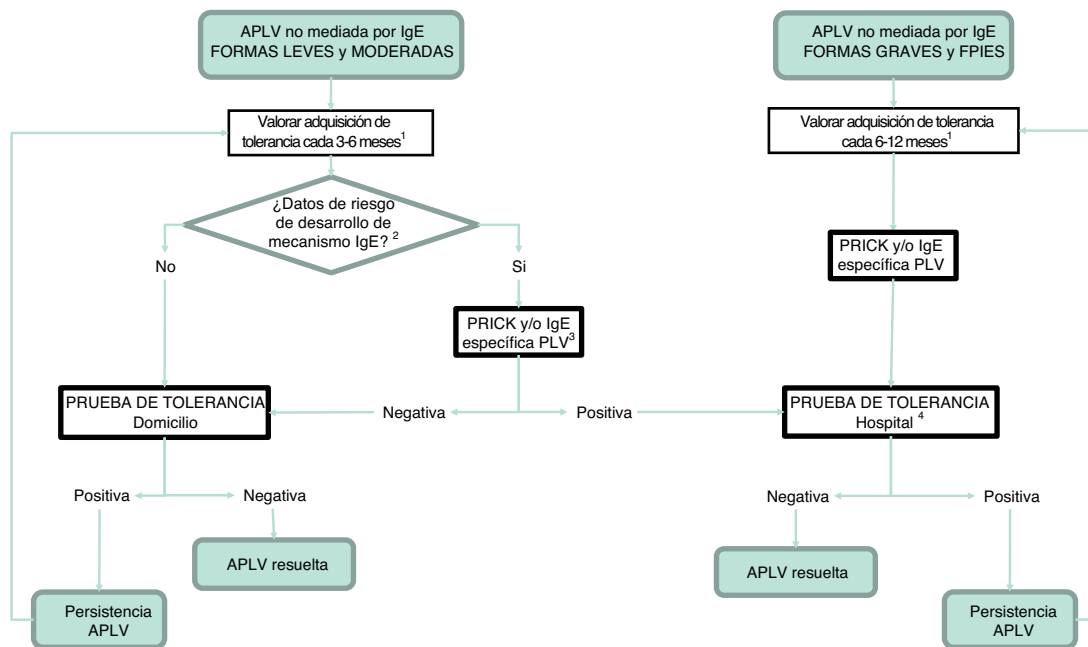 APLV no mediada por IgE
FORMAS LEVES y MODERADAS
Valorar adquisición de
tolerancia cada 3-6 meses¹
¿Datos de riesgo
de desarrollo de
mecanismo IgE? ²
No
Si
PRICK y/o IgE
específica PLV³
PRUEBA DE TOLERANCIA
Domicilio
Negativa
Positiva
Positiva
Negativa
APLV resuelta
Persistencia
APLV
APLV no mediada por IgE
FORMAS GRAVES y FPIES
Valorar adquisición de tolerancia
cada 6-12 meses¹
PRICK y/o IgE
específica PLV
PRUEBA DE TOLERANCIA
Hospital ⁴
Negativa
Positiva
APLV resuelta
Persistencia
APLV